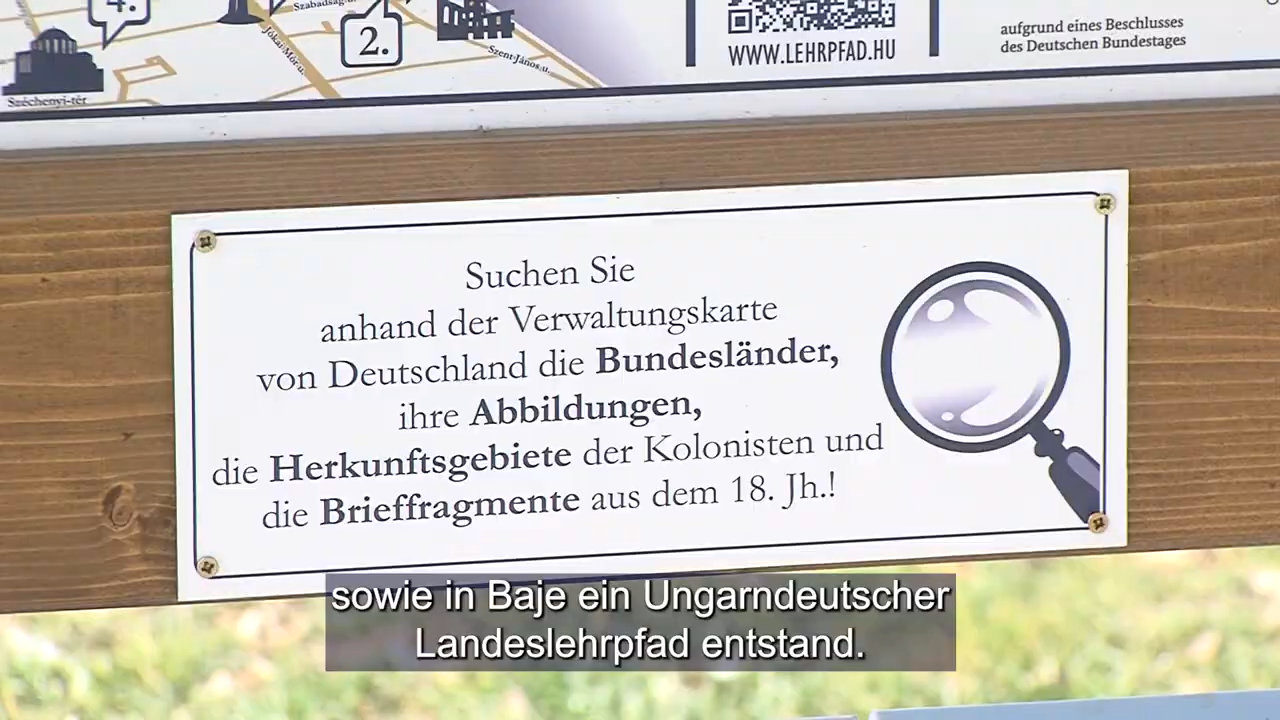 4.
Szabadság u.
2.
Jókai Mór u.
Szent János u.
Széchenyi-tér
WWW.LEHRPFAD.HU
aufgrund eines Beschlusses
des Deutschen Bundestages
Suchen Sie
anhand der Verwaltungskarte
von Deutschland die Bundesländer,
ihre Abbildungen,
die Herkunftsgebiete der Kolonisten und
die Brieffragmente aus dem 18. Jh.!
sowie in Baje ein Ungarndeutscher
Landeslehrpfad entstand.